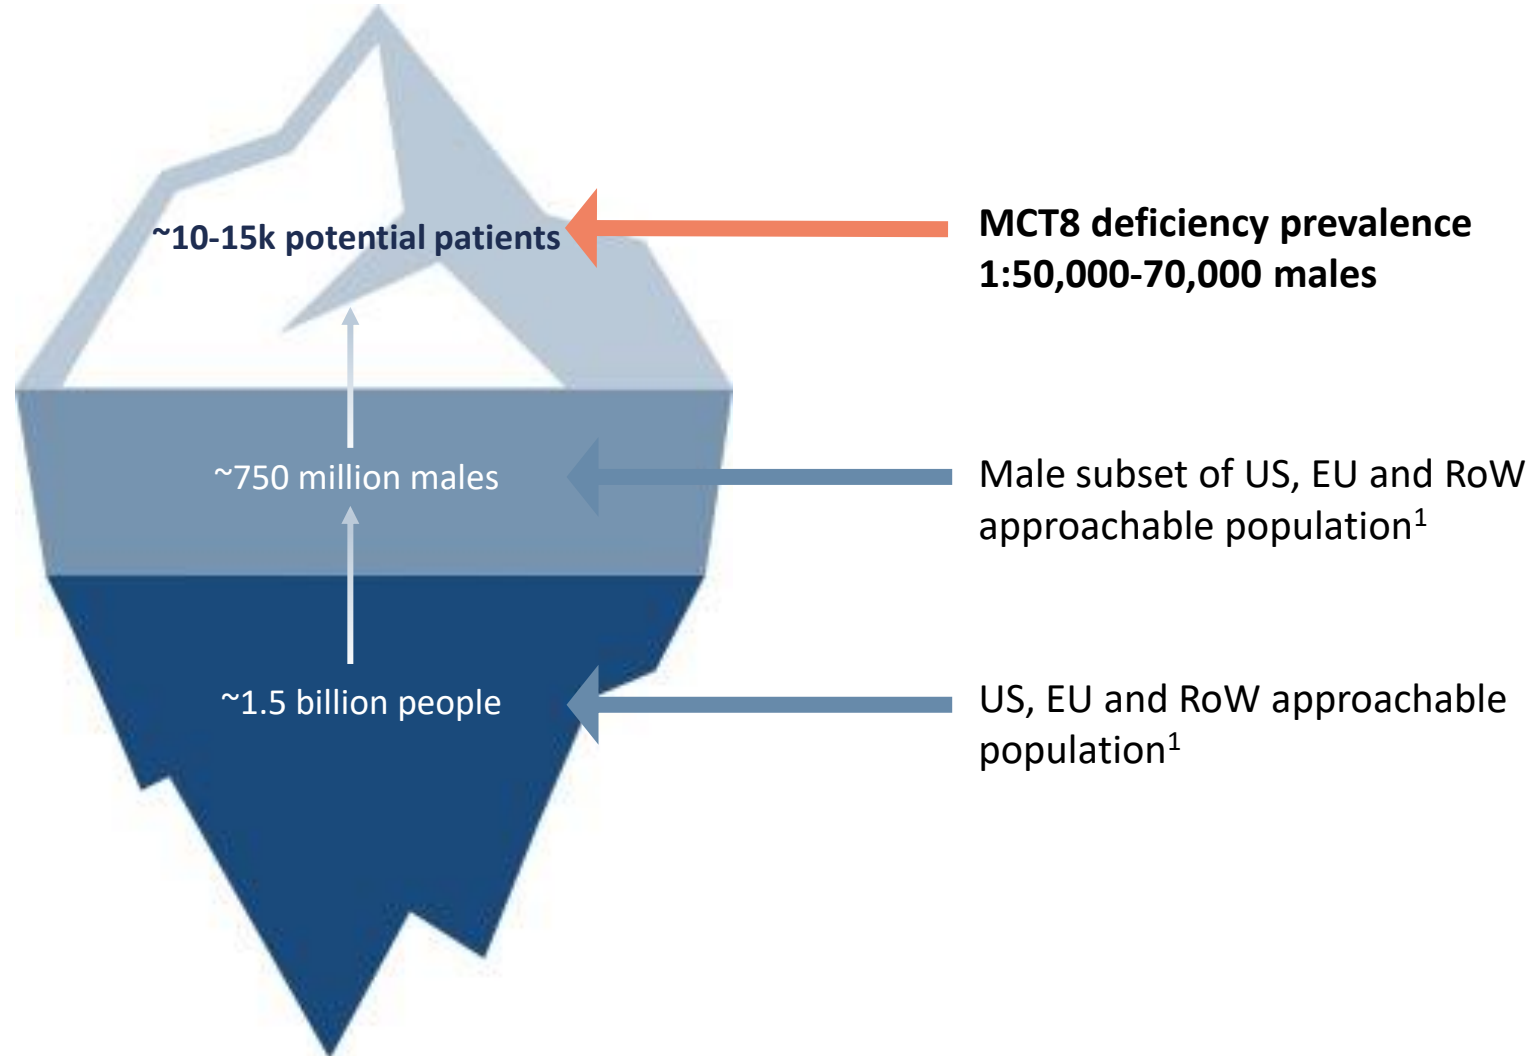 ~10-15k potential patients
MCT8 deficiency prevalence
1:50,000-70,000 males
~750 million males
Male subset of US, EU and RoW
approachable population¹
~1.5 billion people
US, EU and RoW approachable
population¹